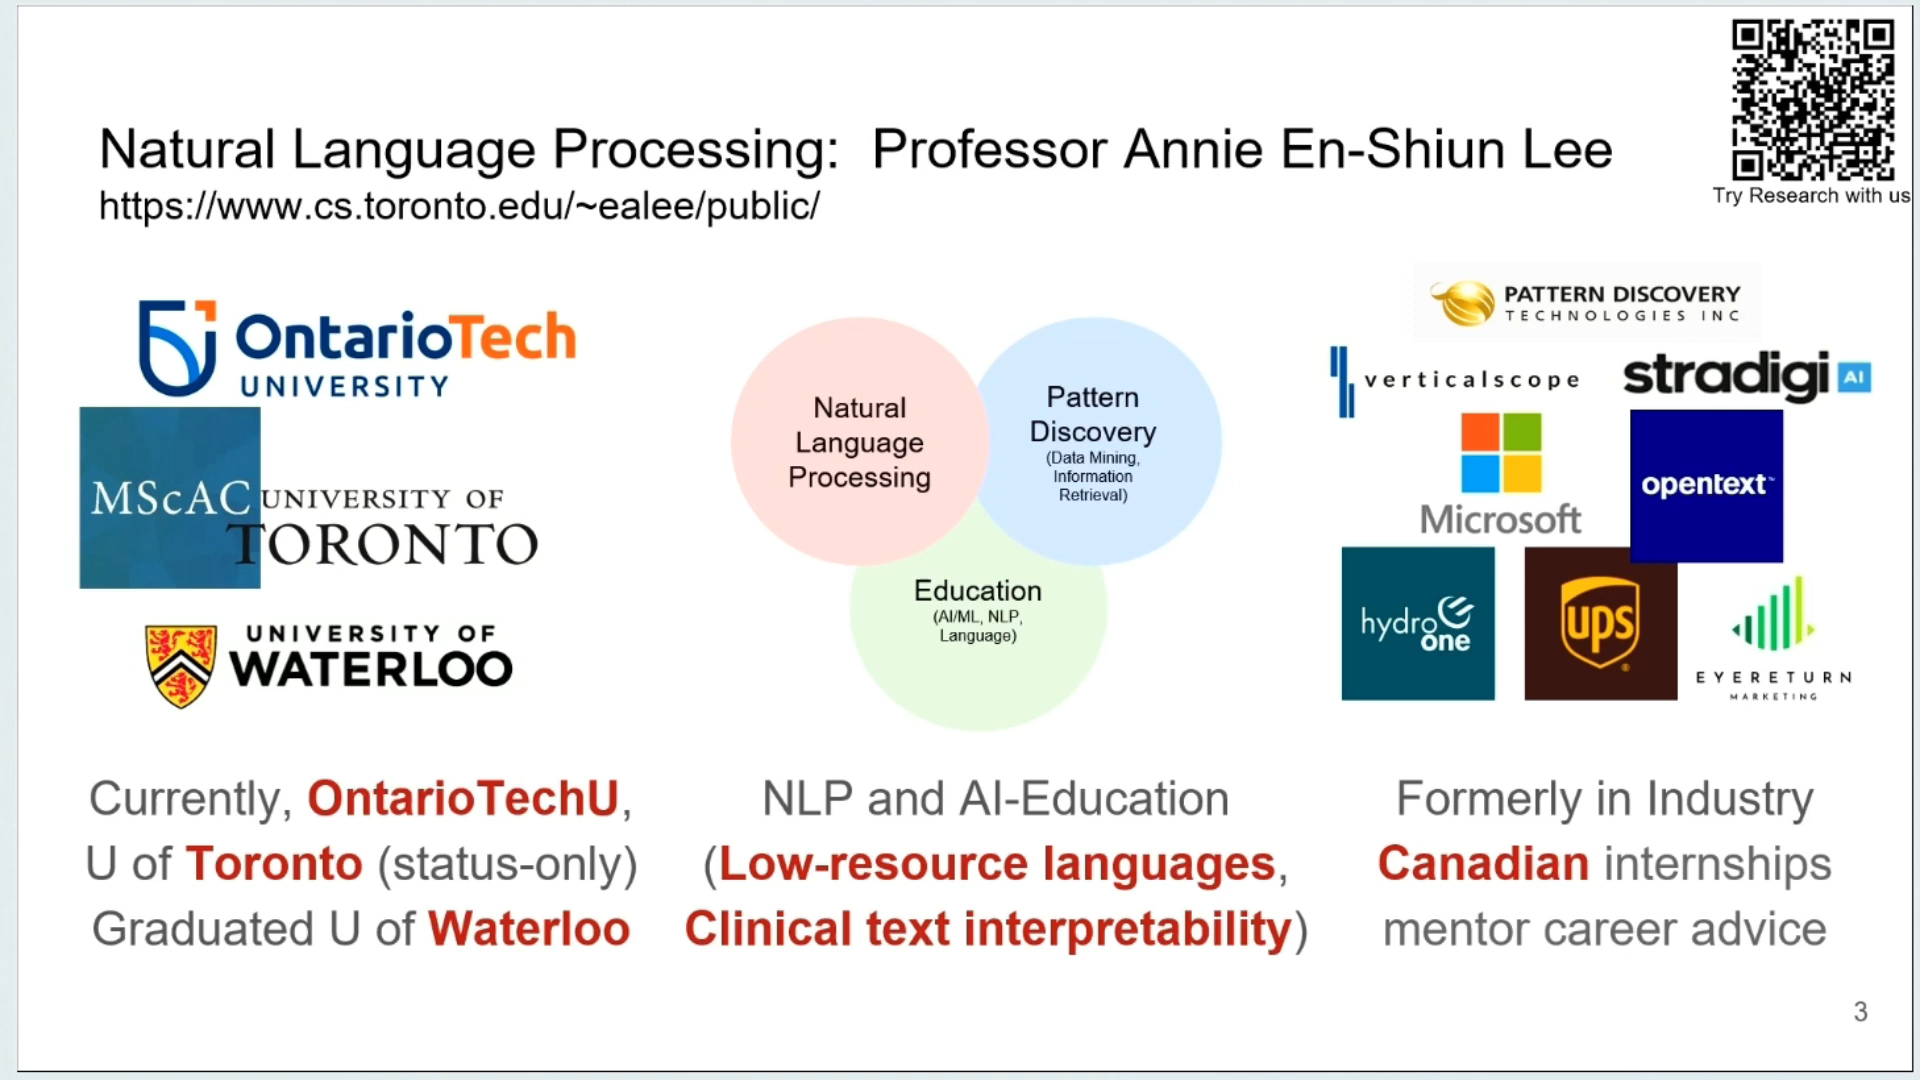 Try Research with us
Natural Language Processing:  Professor Annie En-Shiun Lee
https://www.cs.toronto.edu/~ealee/public/
OntarioTech
UNIVERSITY
MScAC
UNIVERSITY OF
TORONTO
UNIVERSITY OF
WATERLOO
Natural
Language
Processing
Pattern
Discovery
(Data Mining,
Information
Retrieval)
Education
(AI/ML, NLP,
Language)
PATTERN DISCOVERY
TECHNOLOGIES INC
verticalscope
stradigi AI
Microsoft
opentext™
hydro
one
ups
EYERETURN
MARKETING
Currently, OntarioTechU,
U of Toronto (status-only)
Graduated U of Waterloo
NLP and AI-Education
(Low-resource languages,
Clinical text interpretability)
Formerly in Industry
Canadian internships
mentor career advice
3